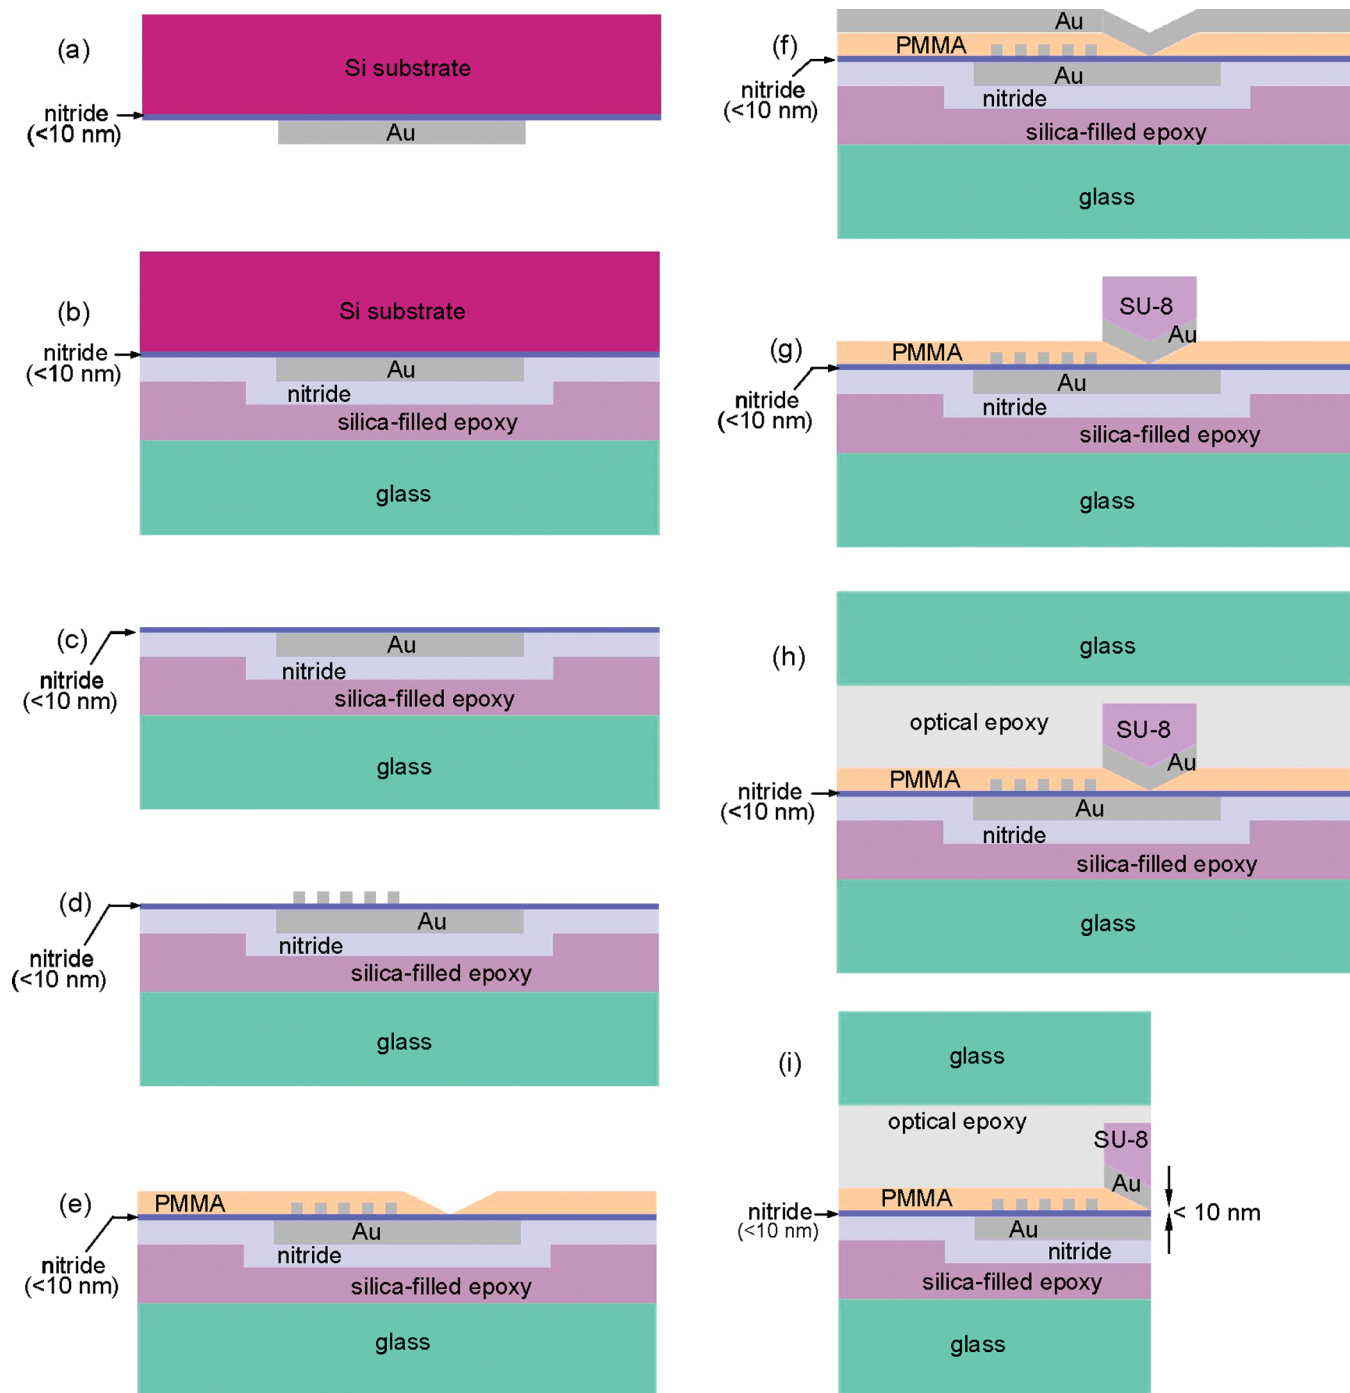 (a)
Si substrate
nitride
(<10 nm)
Au
(b)
Si substrate
nitride
(<10 nm)
Au
nitride
silica-filled epoxy
glass
(c)
Au
nitride
nitride
(<10 nm)
silica-filled epoxy
glass
(d)
Au
nitride
nitride
(<10 nm)
silica-filled epoxy
glass
(e)
PMMA
Au
nitride
nitride
(<10 nm)
silica-filled epoxy
glass
(f)
Au
PMMA
Au
nitride
(<10 nm)
nitride
silica-filled epoxy
glass
(g)
SU-8
Au
PMMA
Au
nitride
(<10 nm)
nitride
silica-filled epoxy
glass
(h)
glass
optical epoxy
SU-8
Au
PMMA
nitride
(<10 nm)
Au
nitride
silica-filled epoxy
glass
(i)
glass
optical epoxy
SU-8
Au
PMMA
nitride
(<10 nm)
< 10 nm
Au
nitride
silica-filled epoxy
glass